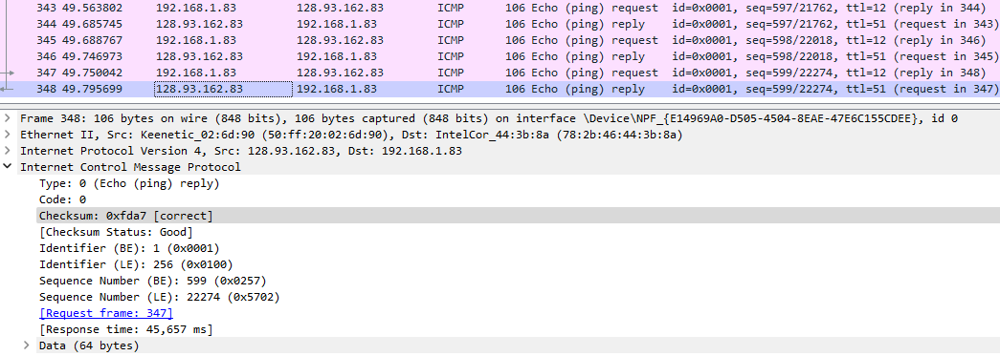 343 49.563802 192.168.1.83 128.93.162.83 ICMP 106 Echo (ping) request id=0x0001, seq=597/21762, ttl=12 (reply in 344)
344 49.685745 128.93.162.83 192.168.1.83 ICMP 106 Echo (ping) reply id=0x0001, seq=597/21762, ttl=51 (request in 343)
345 49.688767 192.168.1.83 128.93.162.83 ICMP 106 Echo (ping) request id=0x0001, seq=598/22018, ttl=12 (reply in 346)
346 49.746973 128.93.162.83 192.168.1.83 ICMP 106 Echo (ping) reply id=0x0001, seq=598/22018, ttl=51 (request in 345)
347 49.750042 192.168.1.83 128.93.162.83 ICMP 106 Echo (ping) request id=0x0001, seq=599/22274, ttl=12 (reply in 348)
348 49.795699 128.93.162.83 192.168.1.83 ICMP 106 Echo (ping) reply id=0x0001, seq=599/22274, ttl=51 (request in 347)
Frame 348: 106 bytes on wire (848 bits), 106 bytes captured (848 bits) on interface \Device\NPF_{E14969A0-D505-4504-8EAE-47E6C155CDEE}, id 0
Ethernet II, Src: Keenetic_02:6d:90 (50:ff:20:02:6d:90), Dst: IntelCor_44:3b:8a (78:2b:46:44:3b:8a)
Internet Protocol Version 4, Src: 128.93.162.83, Dst: 192.168.1.83
Internet Control Message Protocol
Type: 0 (Echo (ping) reply)
Code: 0
Checksum: 0xfda7 [correct]
[Checksum Status: Good]
Identifier (BE): 1 (0x0001)
Identifier (LE): 256 (0x0100)
Sequence Number (BE): 599 (0x0257)
Sequence Number (LE): 22274 (0x5702)
[Request frame: 347]
[Response time: 45,657 ms]
Data (64 bytes)